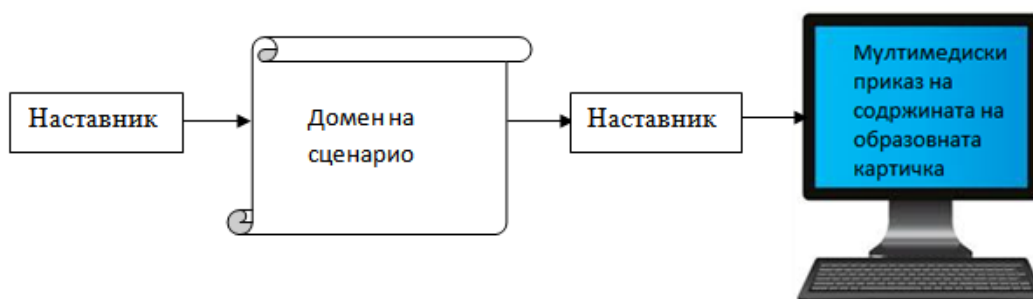 Наставник
Домен на
сценарио
Наставник
Мултимедиски
приказ на
содржината на
образовната
картичка